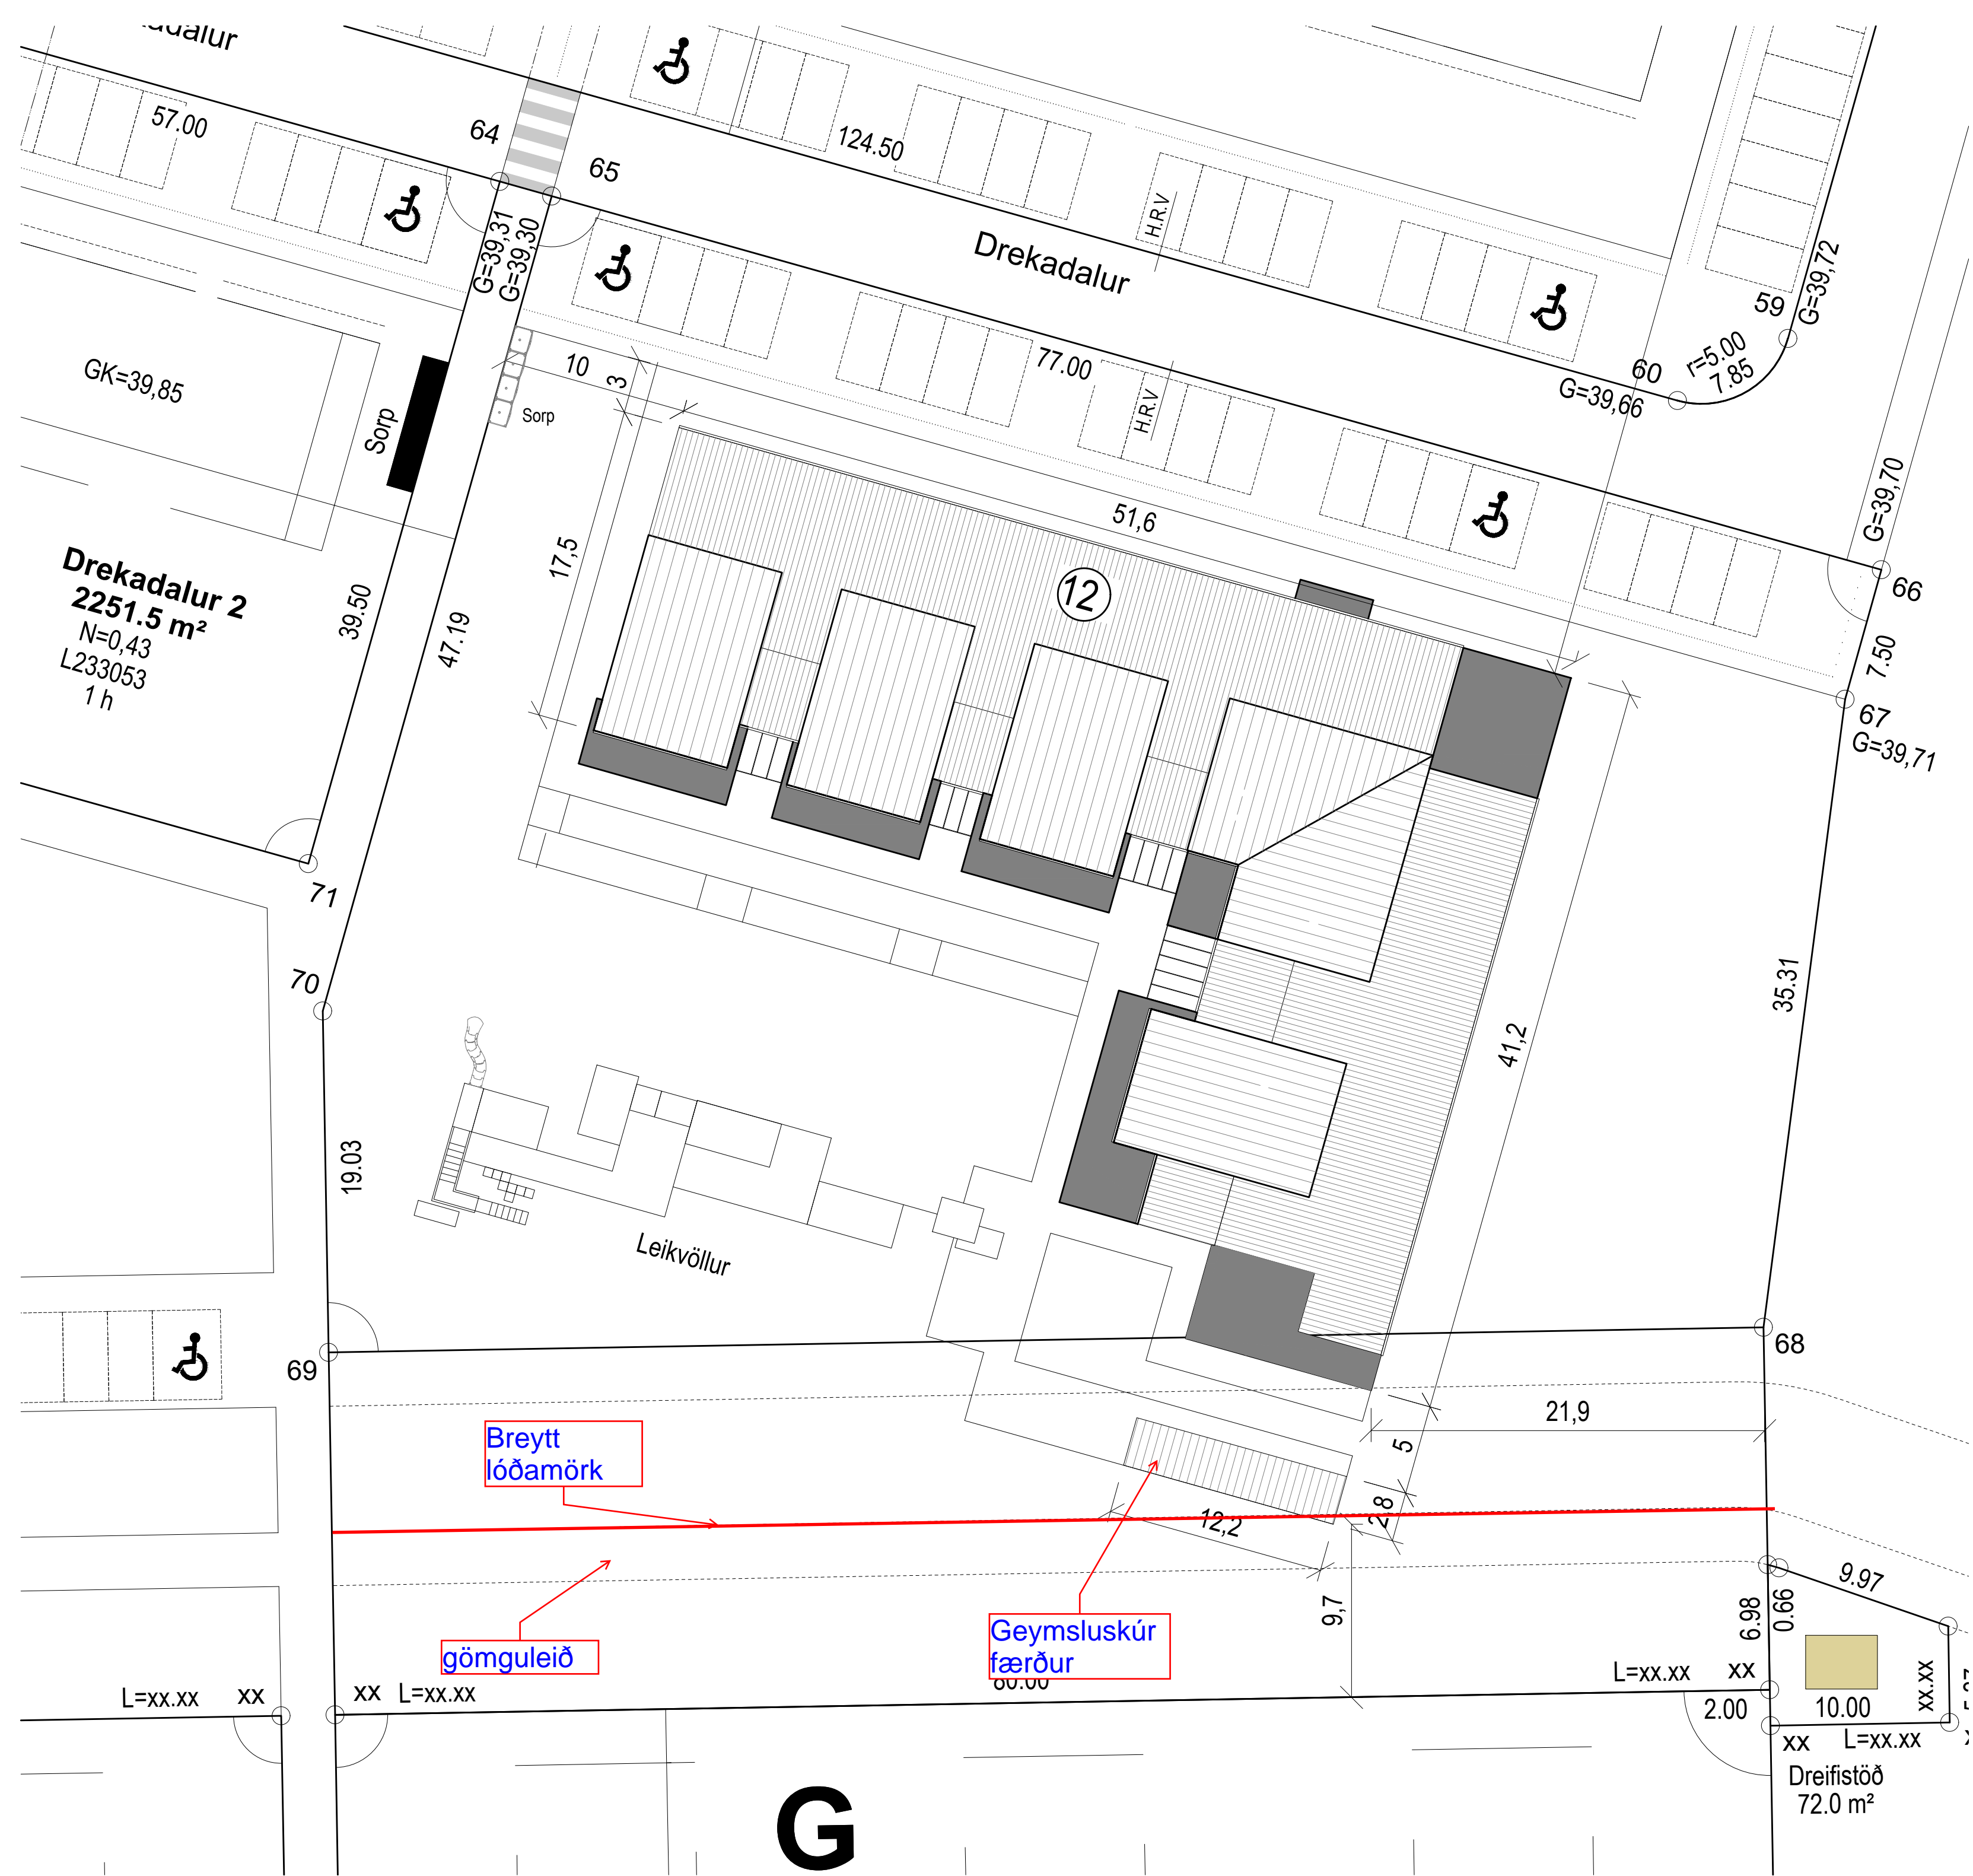 57.00
64
65
124.50
H.R.V
Drekadalur
G=39,31
G=39,30
59
G=39,72
r=5.00
7.85
60
G=39,66
GK=39,85
Sorp
10
3
Sorp
77.00
H.R.V
G=39,70
51,6
17,5
12
66
7.50
67
G=39,71
Drekadalur 2
2251.5 m²
N=0,43
L233053
1 h
39.50
47.19
71
70
35.31
41,2
19.03
Leikvöllur
69
68
21,9
5
2,8
Breytt
lóðamörk
12,2
9,7
gömguleið
Geymsluskúr
færður
80.00
9.97
6.98
0.66
L=xx.xx xx
xx L=xx.xx
L=xx.xx xx
2.00
10.00
xx.xx
xx L=xx.xx
Dreifistöð
72.0 m²
G